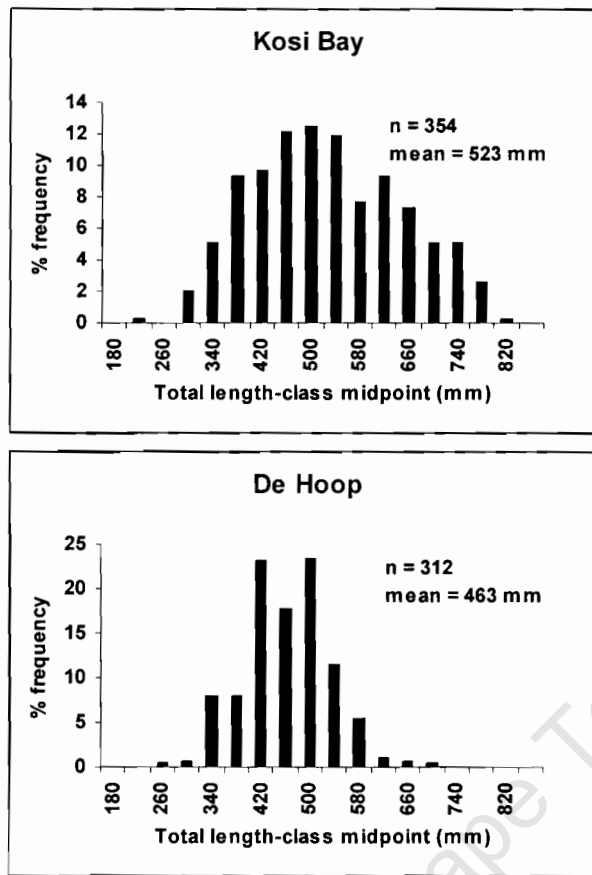 Kosi Bay
14
12
10
8
6
4
2
0
% frequency
n = 354
mean = 523 mm
180
260
340
420
500
580
660
740
820
Total length-class midpoint (mm)
De Hoop
25
20
15
10
5
0
% frequency
n = 312
mean = 463 mm
180
260
340
420
500
580
660
740
820
Total length-class midpoint (mm)
ape T